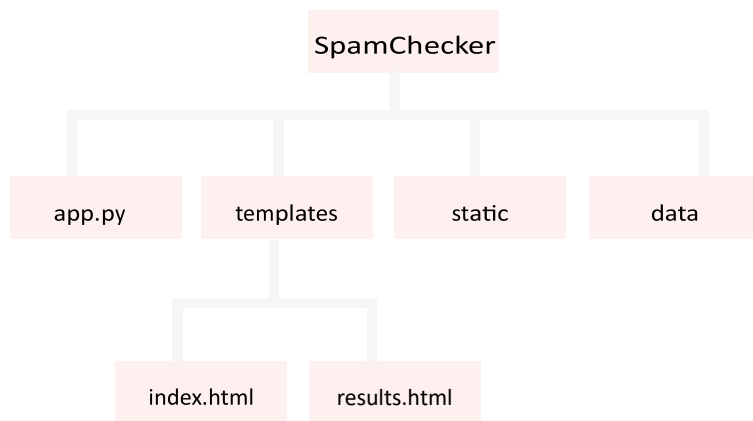 SpamChecker
app.py
templates
static
data
index.html
results.html